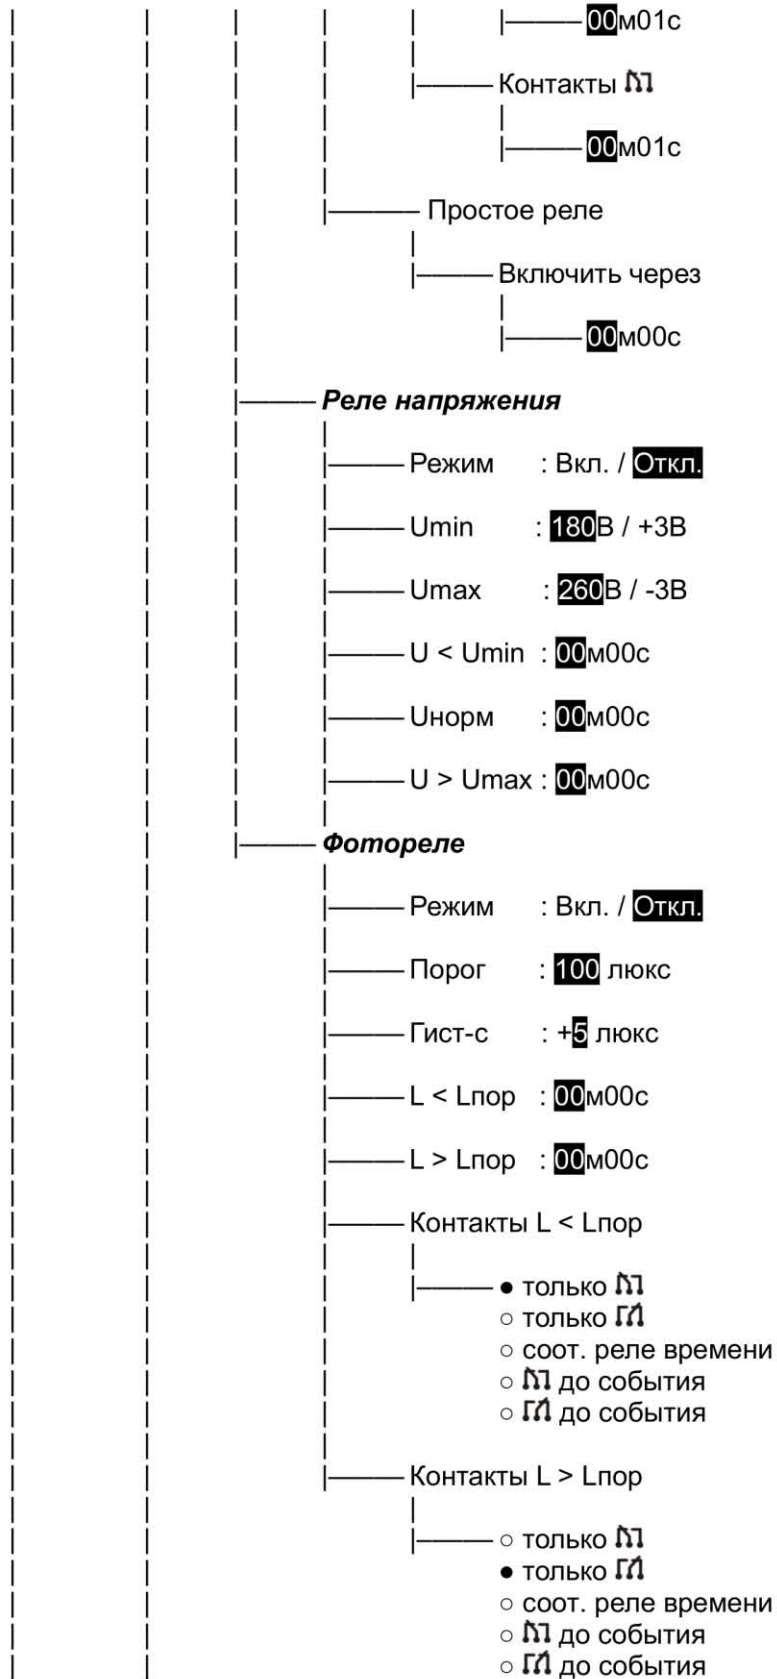 00м01с
Контакты
00м01с
Простое реле
Включить через
00м00с
Реле напряжения
Режим : Вкл. / Откл.
Umin : 180В / +3В
Umax : 260В / -3В
U < Umin : 00м00с
Uнорм : 00м00с
U > Umax : 00м00с
Фотореле
Режим : Вкл. / Откл.
Порог : 100 люкс
Гист-с : +5 люкс
L < Lпор : 00м00с
L > Lпор : 00м00с
Контакты L < Lпор
● только
○ только
○ соот. реле времени
○ до события
○ до события
Контакты L > Lпор
○ только
● только
○ соот. реле времени
○ до события
○ до события